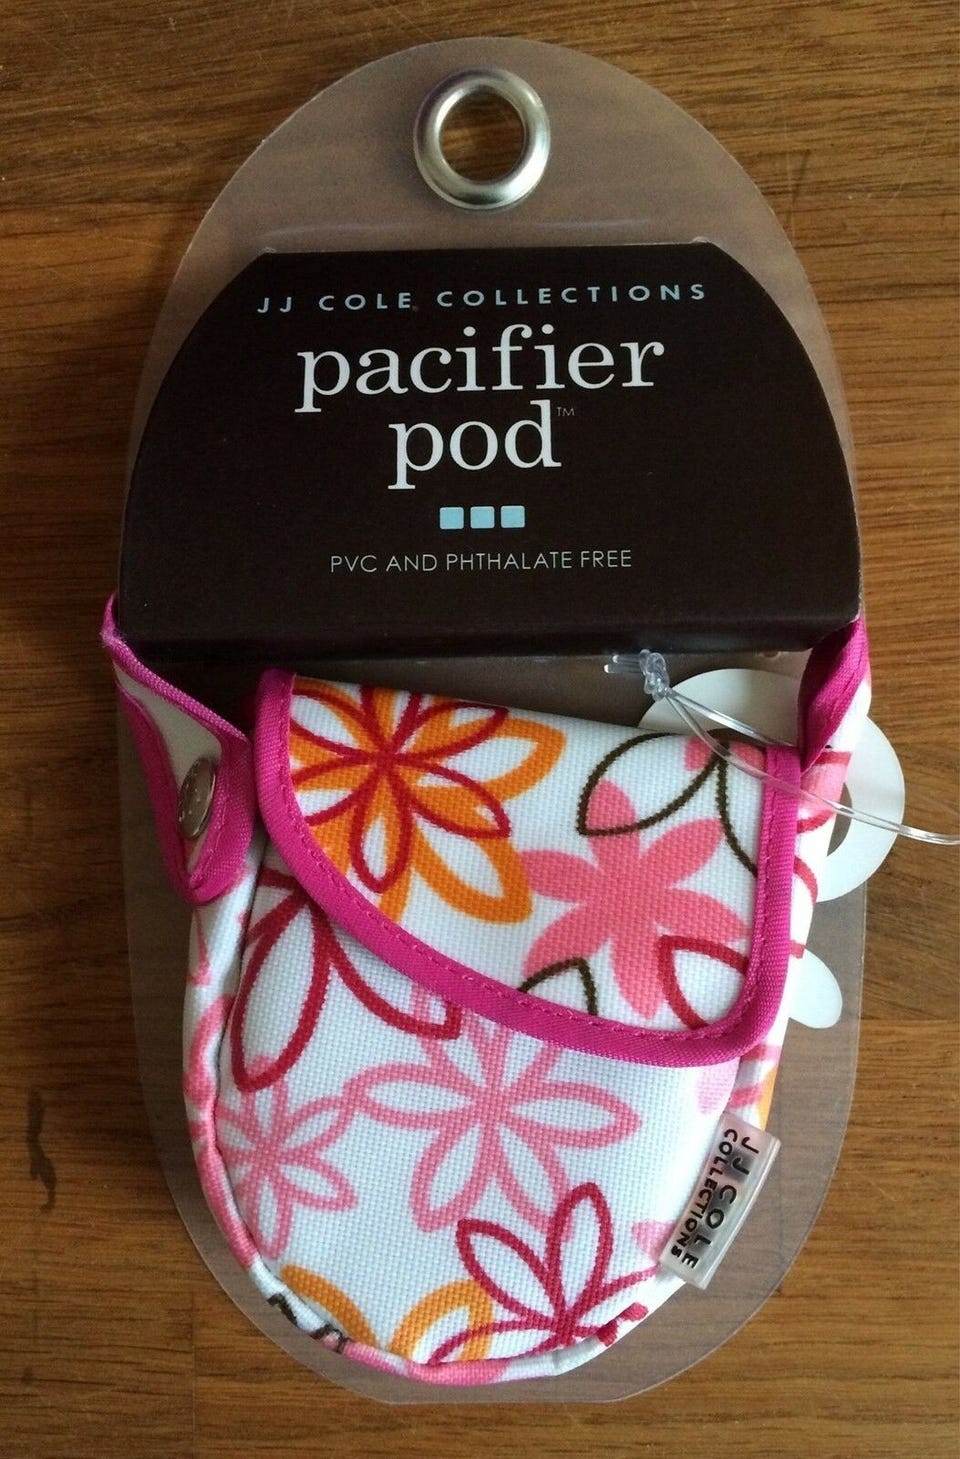 JJ COLE COLLECTIONS
pacifier
pod™
PVC AND PHTHALATE FREE
JJ COLE
COLLECTIONS